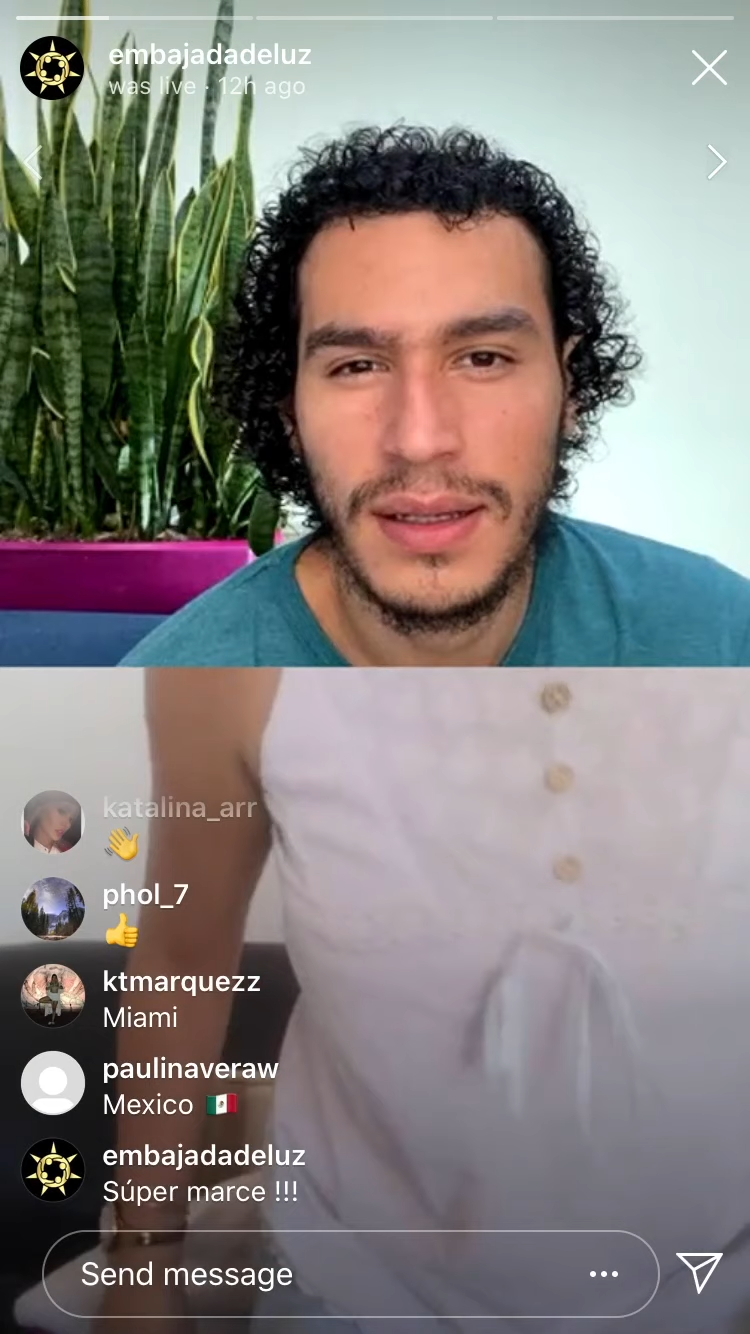 embajadadeluz
was live · 12h ago
katalina_arr
👋
phol_7
👍
ktmarquezz
Miami
paulinaveraw
Mexico 🇲🇽
embajadadeluz
Súper marce !!!
Send message